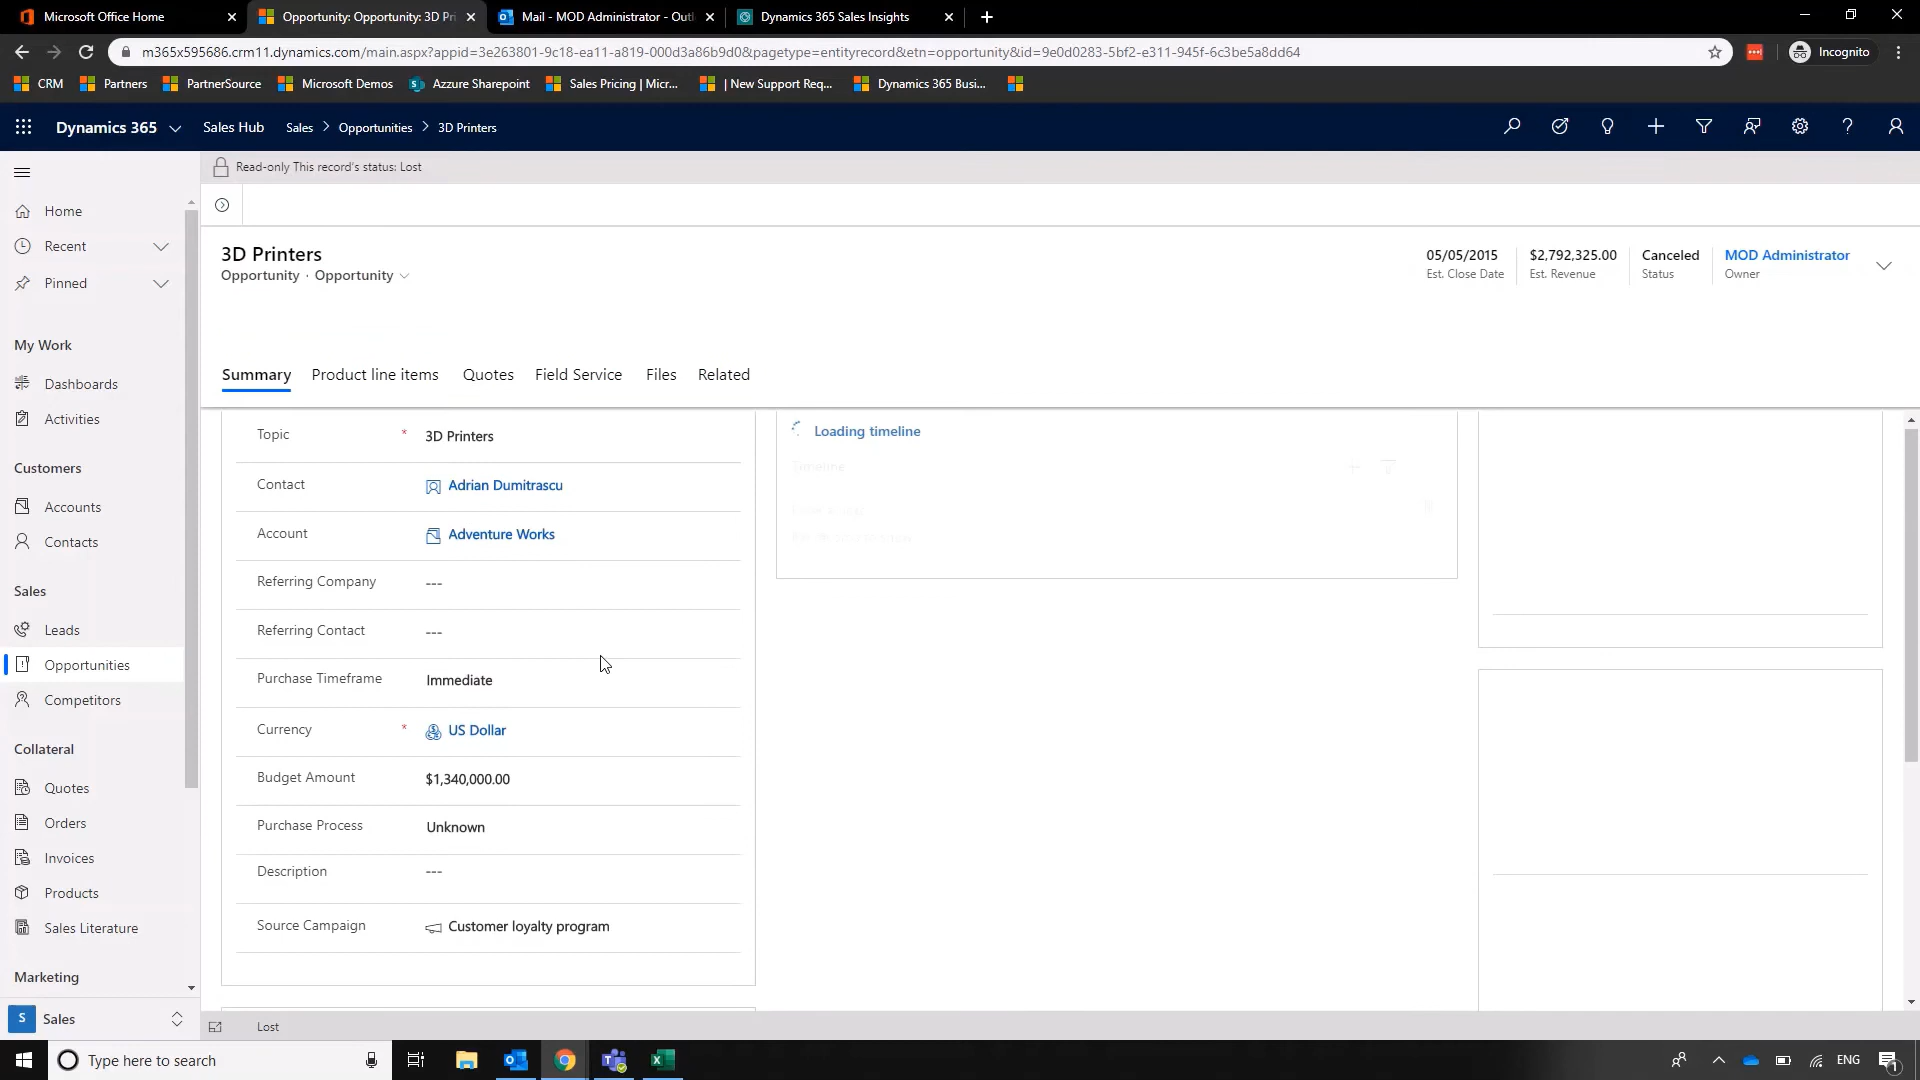 Microsoft Office Home
Opportunity: Opportunity: 3D Pri
Mail - MOD Administrator - Outl
Dynamics 365 Sales Insights
m365x595686.crm11.dynamics.com/main.aspx?appid=3e263801-9c18-ea11-a819-000d3a86b9d0&pagetype=entityrecord&etn=opportunity&id=9e0d0283-5bf2-e311-945f-6c3be5a8dd64
Incognito
CRM
Partners
PartnerSource
Microsoft Demos
Azzure Sharepoint
Sales Pricing | Micr...
| New Support Req...
Dynamics 365 Busi...
Dynamics 365
Sales Hub
Sales > Opportunities > 3D Printers
Read-only This record's status: Lost
Home
Recent
Pinned
My Work
Dashboards
Activities
Customers
Accounts
Contacts
Sales
Leads
Opportunities
Competitors
Collateral
Quotes
Orders
Invoices
Products
Sales Literature
Marketing
S Sales
3D Printers
Opportunity · Opportunity
05/05/2015
Est. Close Date
$2,792,325.00
Est. Revenue
Canceled
Status
MOD Administrator
Owner
Summary
Product line items
Quotes
Field Service
Files
Related
Topic * 3D Printers
Contact Adrian Dumitrascu
Account Adventure Works
Referring Company ---
Referring Contact ---
Purchase Timeframe Immediate
Currency * US Dollar
Budget Amount $1,340,000.00
Purchase Process Unknown
Description ---
Source Campaign Customer loyalty program
Loading timeline
Timeline
Lost
Type here to search
ENG
1